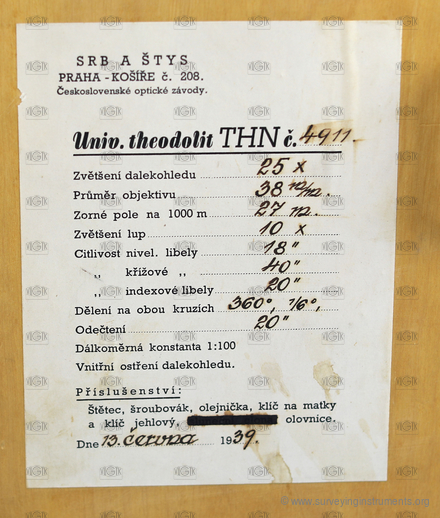 SRB A ŠTYS
PRAHA - KOŠÍŘE č. 208.
Československé optické závody.
Univ. theodolit THN č. 4911.
Zvětšení dalekohledu 25 x
Průměr objektivu 38 m/m.
Zorné pole na 1000 m 27 m.
Zvětšení lup 10 x
Citlivost nivel. libely 18"
„ křížové „ 40"
„ indexové libely 20"
Dělení na obou kruzích 360°, 1/6°,
Odečtení 20"
Dálkoměrná konstanta 1:100
Vnitřní ostření dalekohledu.
Příslušenství:
Štětec, šroubovák, olejnička, klíč na matky
a klíč jehlový, olovnice.
Dne 13. června 1939.
© www.surveyinginstruments.org